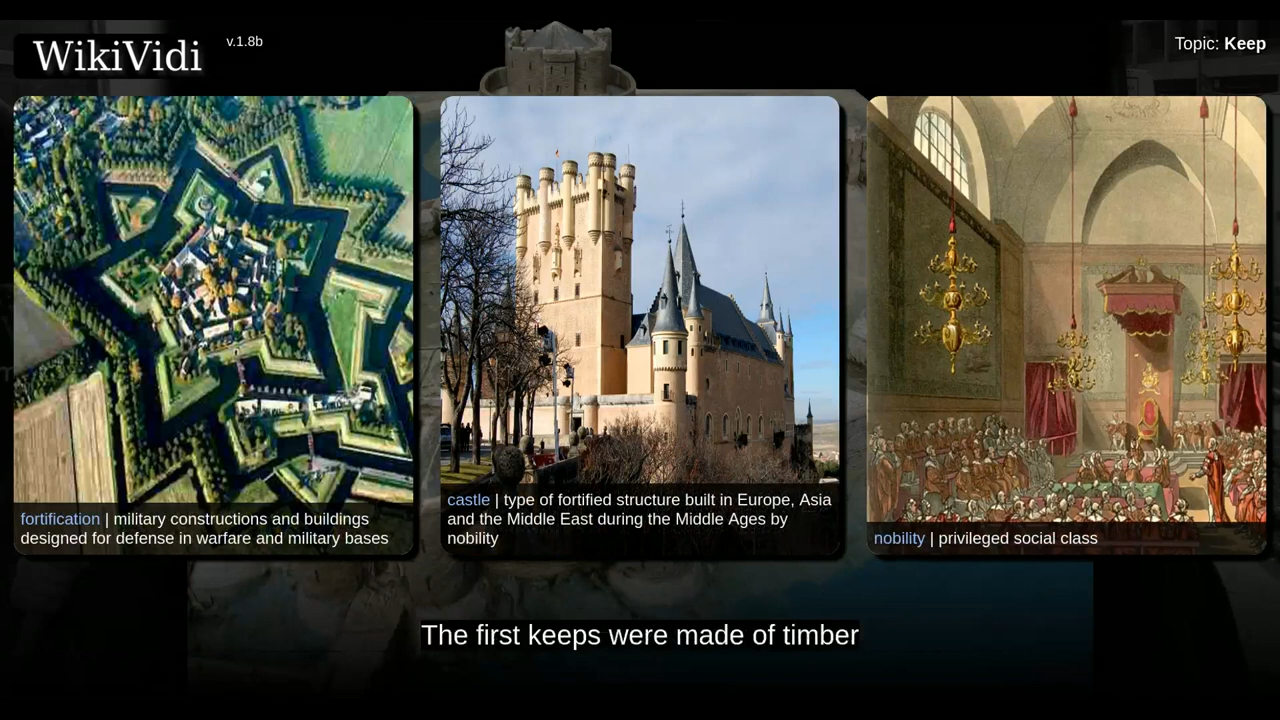 WikiVidi
v.1.8b
Topic: Keep
fortification | military constructions and buildings
designed for defense in warfare and military bases
castle | type of fortified structure built in Europe, Asia
and the Middle East during the Middle Ages by
nobility
nobility | privileged social class
The first keeps were made of timber